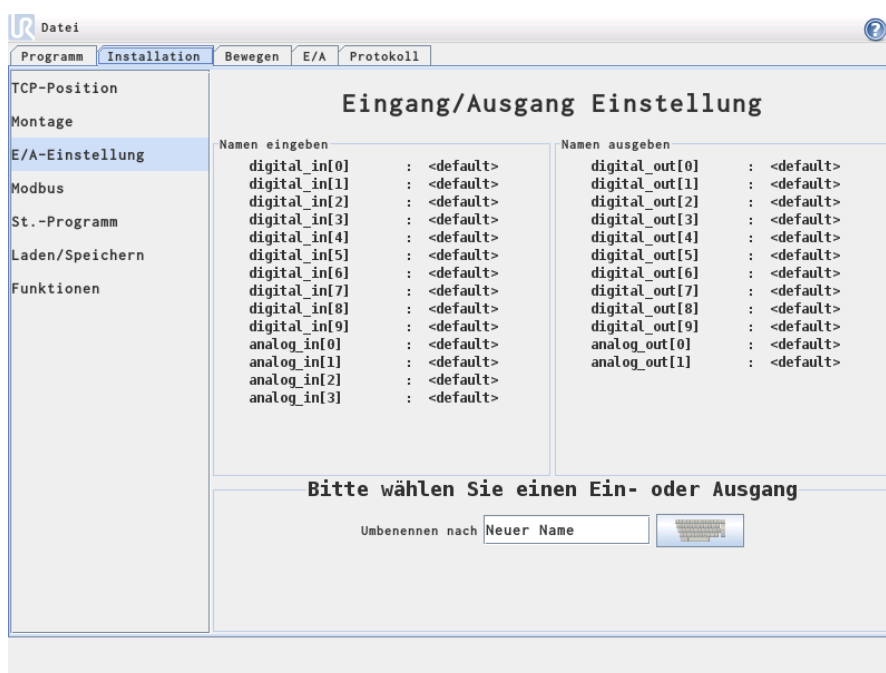 UR Datei ?
Programm Installation Bewegen E/A Protokoll
TCP-Position
Montage
E/A-Einstellung
Modbus
St.-Programm
Laden/Speichern
Funktionen
Eingang/Ausgang Einstellung
Namen eingeben
digital_in[0] : <default>
digital_in[1] : <default>
digital_in[2] : <default>
digital_in[3] : <default>
digital_in[4] : <default>
digital_in[5] : <default>
digital_in[6] : <default>
digital_in[7] : <default>
digital_in[8] : <default>
digital_in[9] : <default>
analog_in[0] : <default>
analog_in[1] : <default>
analog_in[2] : <default>
analog_in[3] : <default>
Namen ausgeben
digital_out[0] : <default>
digital_out[1] : <default>
digital_out[2] : <default>
digital_out[3] : <default>
digital_out[4] : <default>
digital_out[5] : <default>
digital_out[6] : <default>
digital_out[7] : <default>
digital_out[8] : <default>
digital_out[9] : <default>
analog_out[0] : <default>
analog_out[1] : <default>
Bitte wählen Sie einen Ein- oder Ausgang
Umbenennen nach Neuer Name